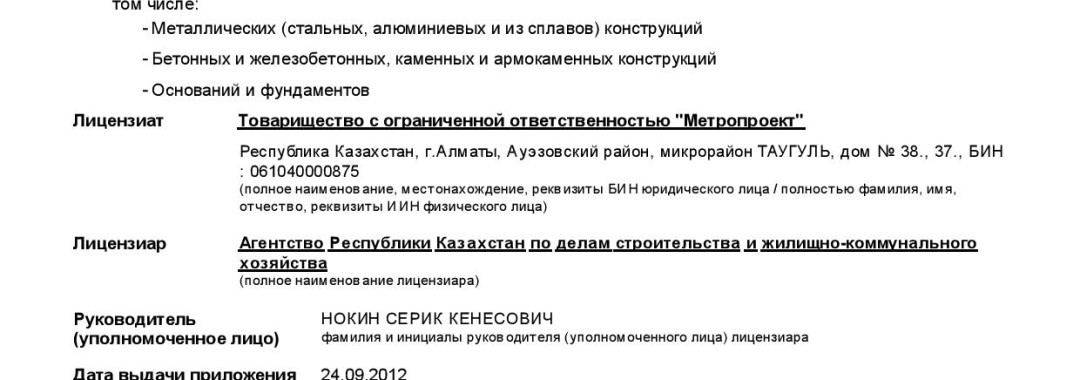 том числе:
- Металлических (стальных, алюминиевых и из сплавов) конструкций
- Бетонных и железобетонных, каменных и армокаменных конструкций
- Оснований и фундаментов
Лицензиат Товарищество с ограниченной ответственностью "Метропроект"
Республика Казахстан, г.Алматы, Ауэзовский район, микрорайон ТАУГУЛЬ, дом № 38., 37., БИН
: 061040000875
(полное наименование, местонахождение, реквизиты БИН юридического лица / полностью фамилия, имя,
отчество, реквизиты ИИН физического лица)
Лицензиар Агентство Республики Казахстан по делам строительства и жилищно-коммунального
хозяйства
(полное наименование лицензиара)
Руководитель НОКИН СЕРИК КЕНЕСОВИЧ
(уполномоченное лицо) фамилия и инициалы руководителя (уполномоченного лица) лицензиара
Дата выдачи приложения 24.09.2012